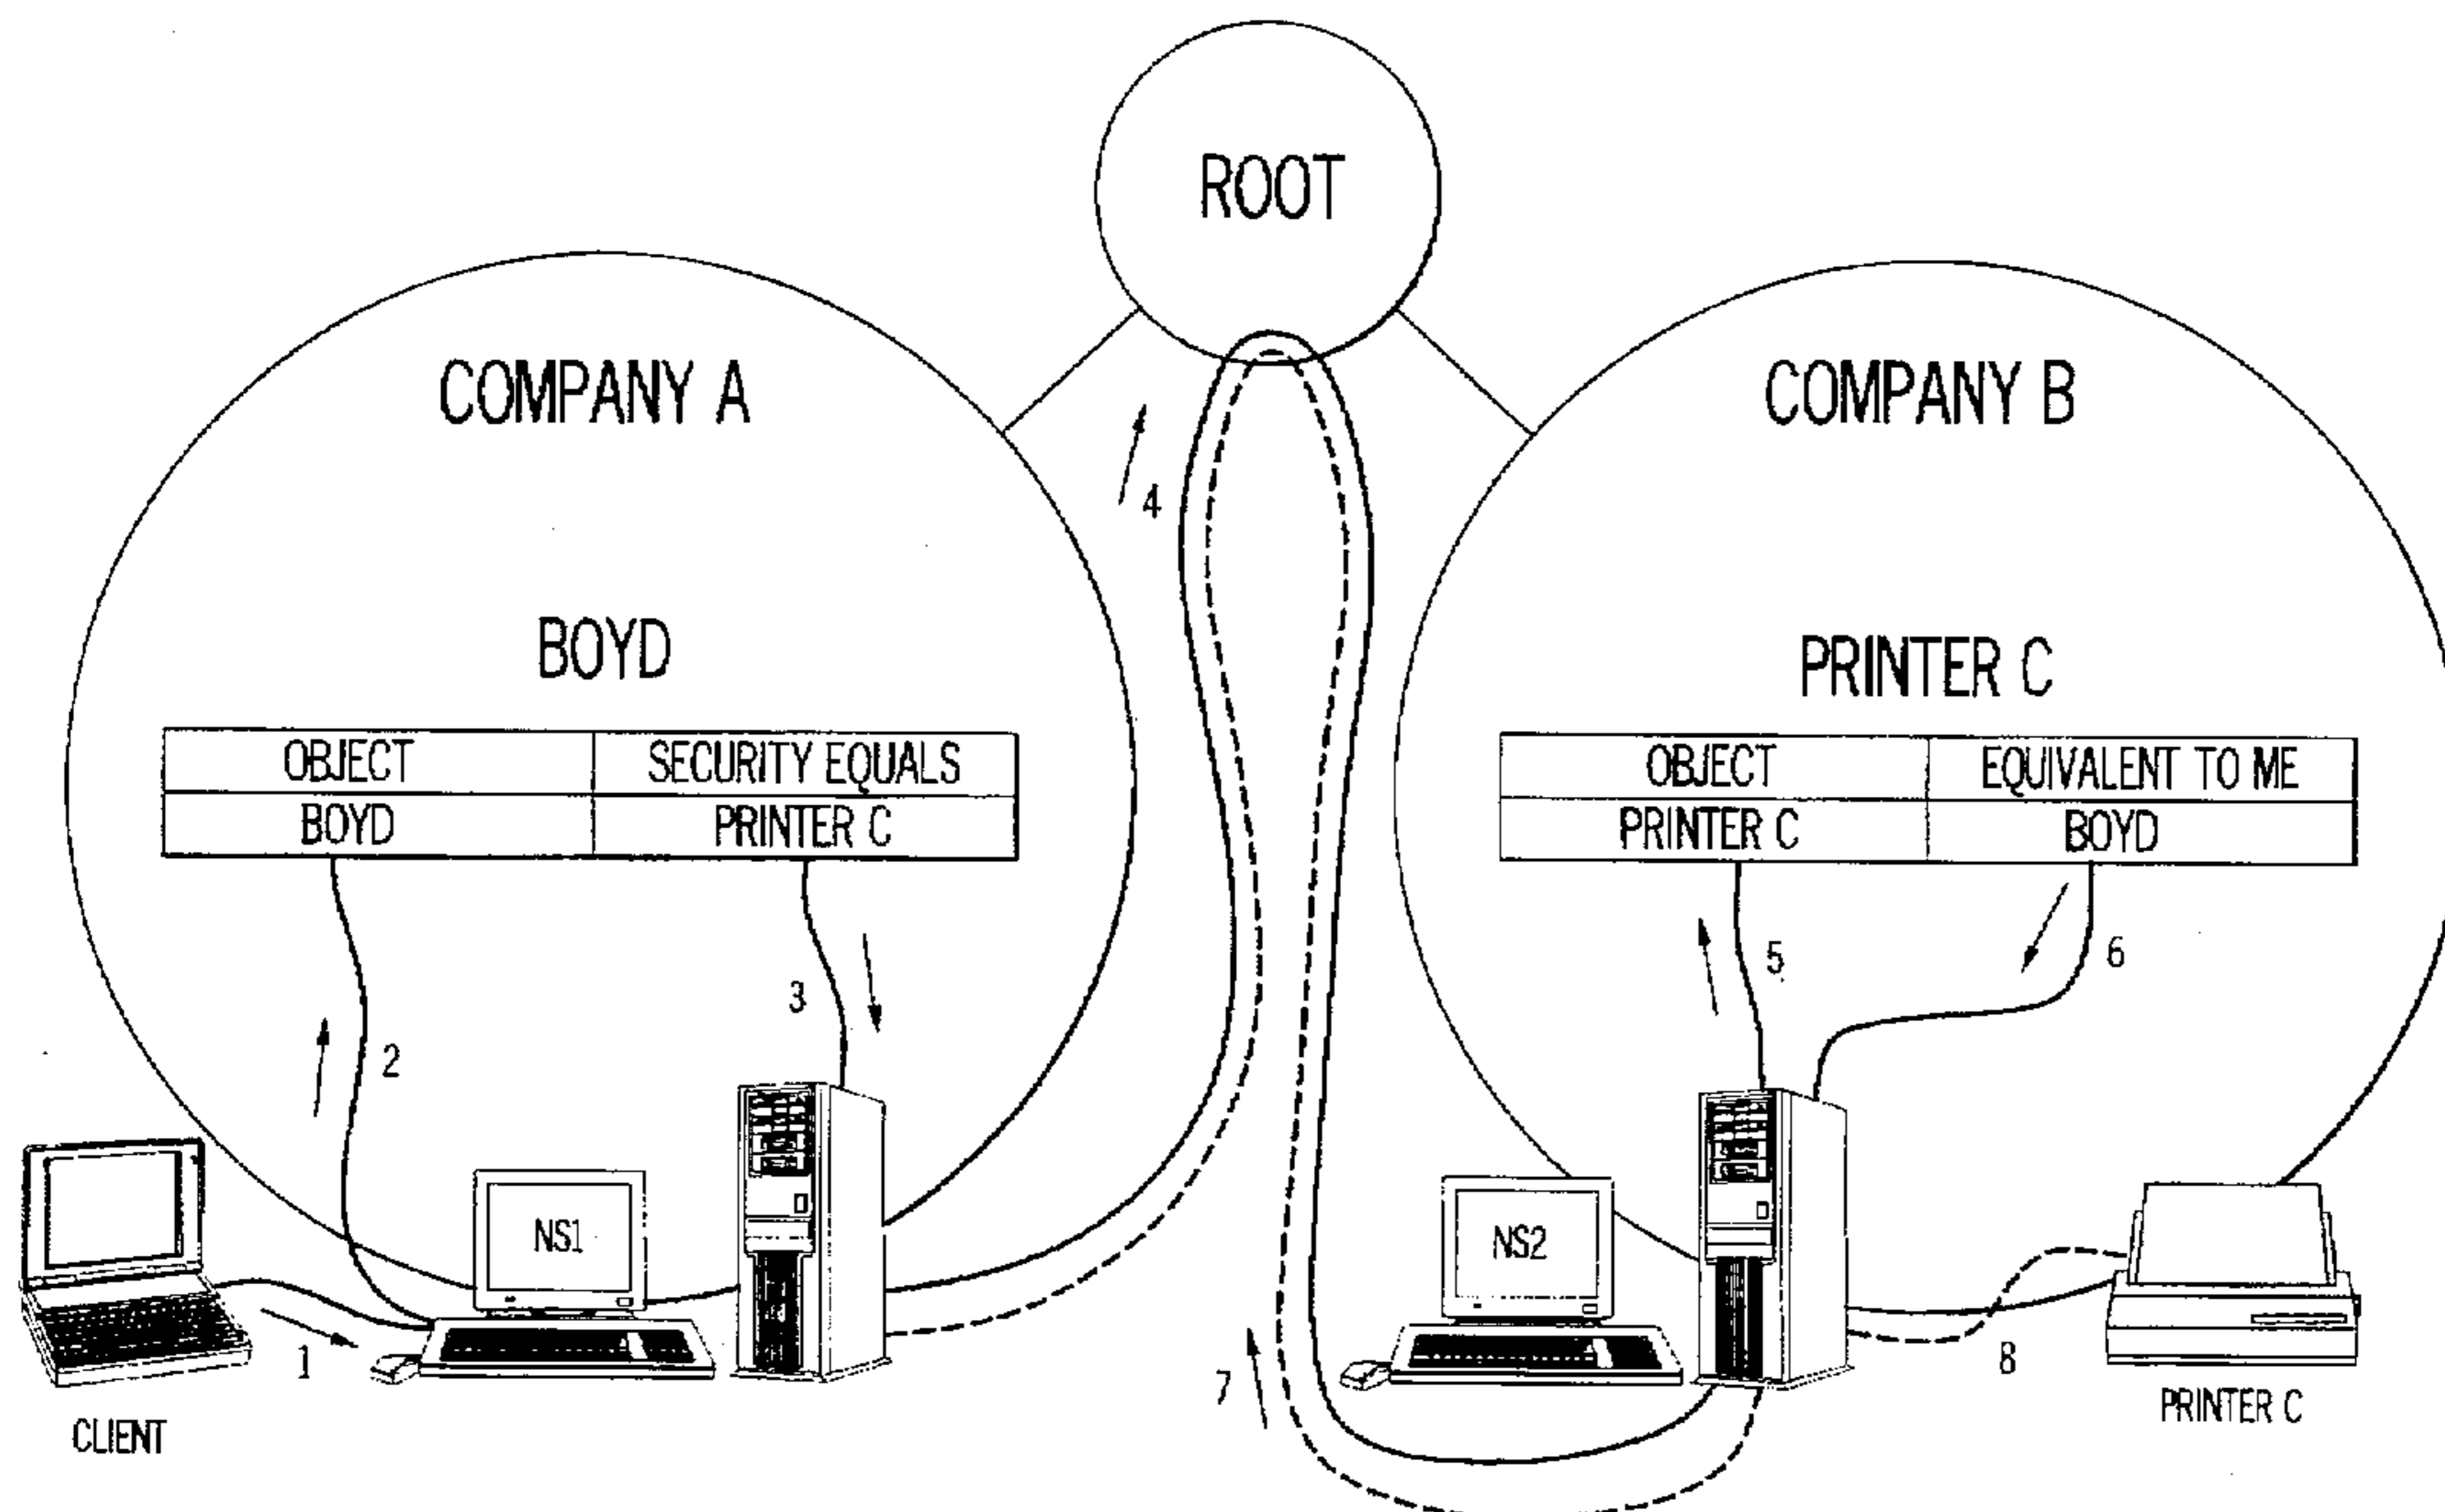 ROOT
COMPANY A
COMPANY B
4
BOYD
PRINTER C
OBJECT SECURITY EQUALS
BOYD PRINTER C
OBJECT EQUIVALENT TO ME
PRINTER C BOYD
2
3
5
6
NS1
NS2
1
7
8
CLIENT
PRINTER C